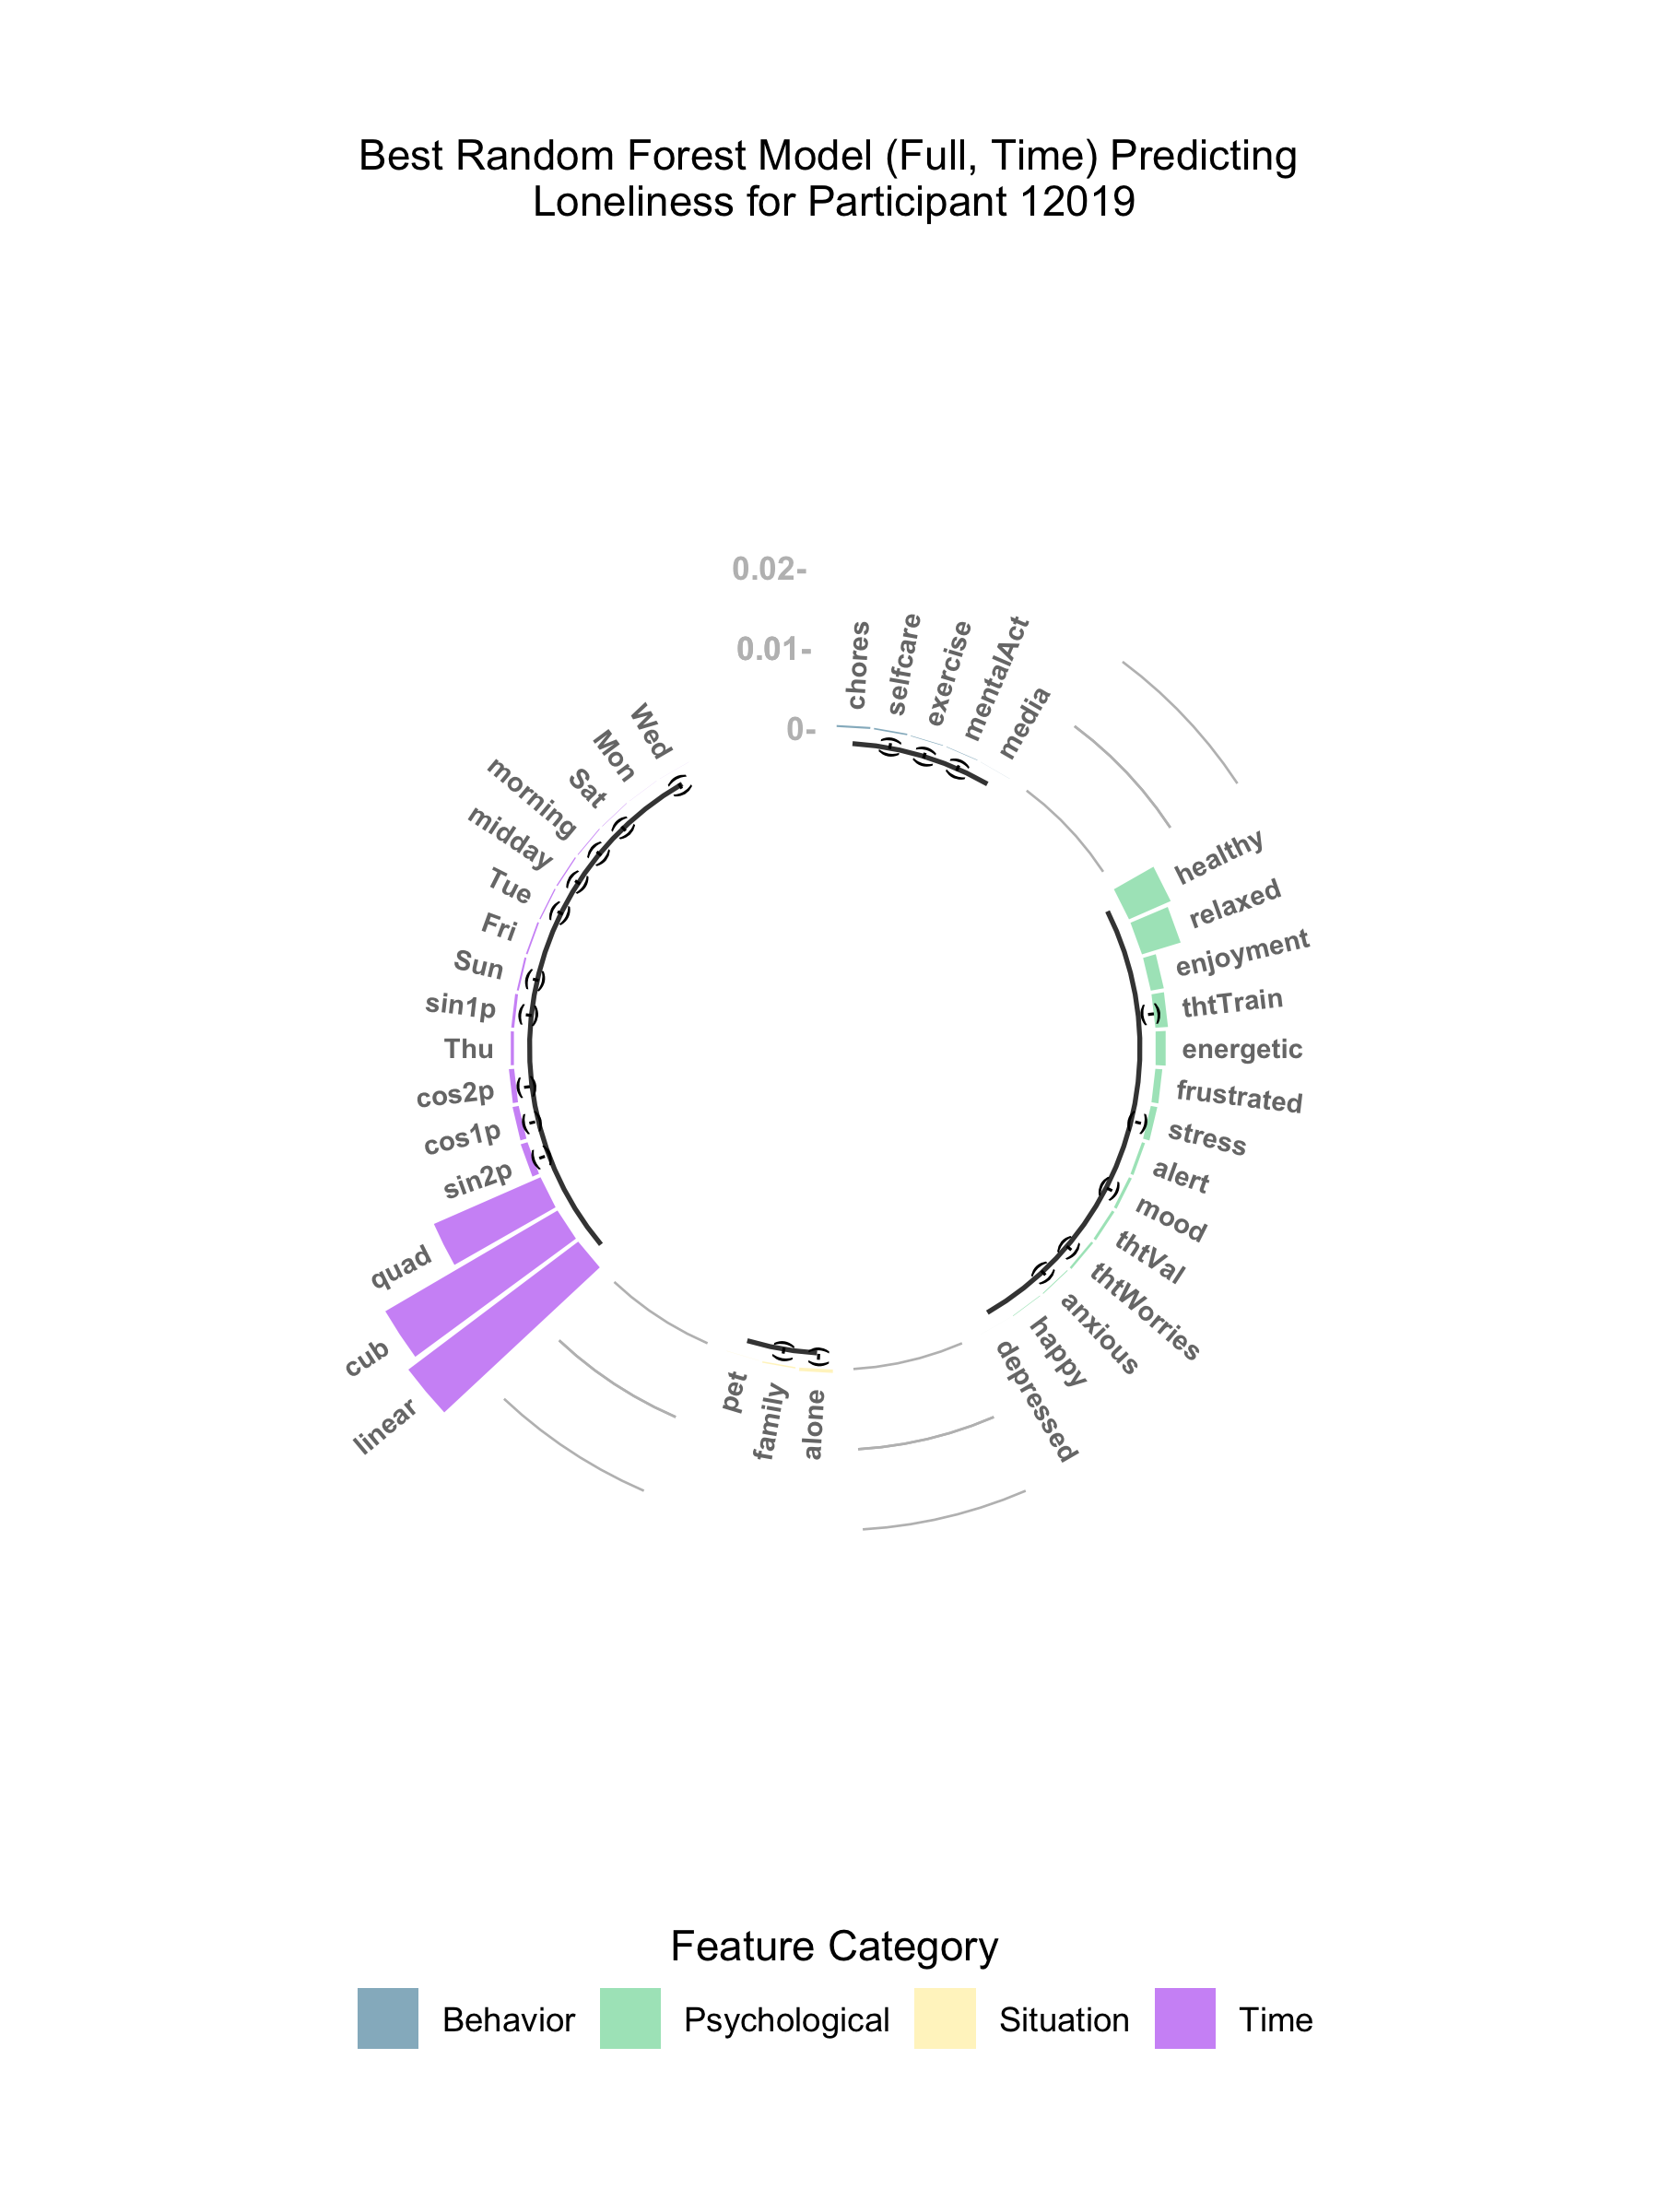 Best Random Forest Model (Full, Time) Predicting
Loneliness for Participant 12019
0.02-
0.01-
0-
chores
selfcare
exercise
mentalAct
media
healthy
relaxed
enjoyment
thtTrain
(-)
energetic
frustrated
stress
(-)
alert
mood
(-)
thtVal
thtWorries
(-)
anxious
(-)
happy
depressed
alone
(-)
family
(-)
pet
linear
cub
quad
sin2p
(-)
cos1p
(-)
cos2p
(-)
Thu
sin1p
(-)
Sun
(-)
Fri
Tue
(-)
midday
(-)
morning
(-)
Sat
(-)
Mon
Wed
(-)
(-)
(-)
(-)
Feature Category
Behavior
Psychological
Situation
Time